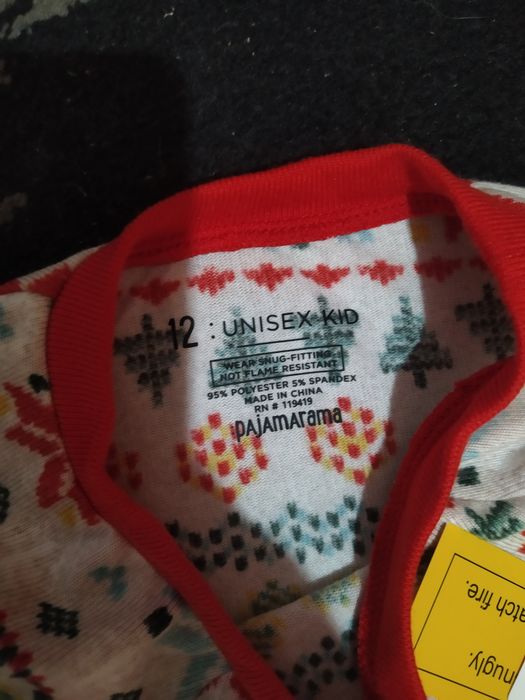 12 : UNISEX KID
WEAR SNUG-FITTING
NOT FLAME RESISTANT
95% POLYESTER 5% SPANDEX
MADE IN CHINA
RN # 119419
PAJAMARAMA
atch fire.
nugly.